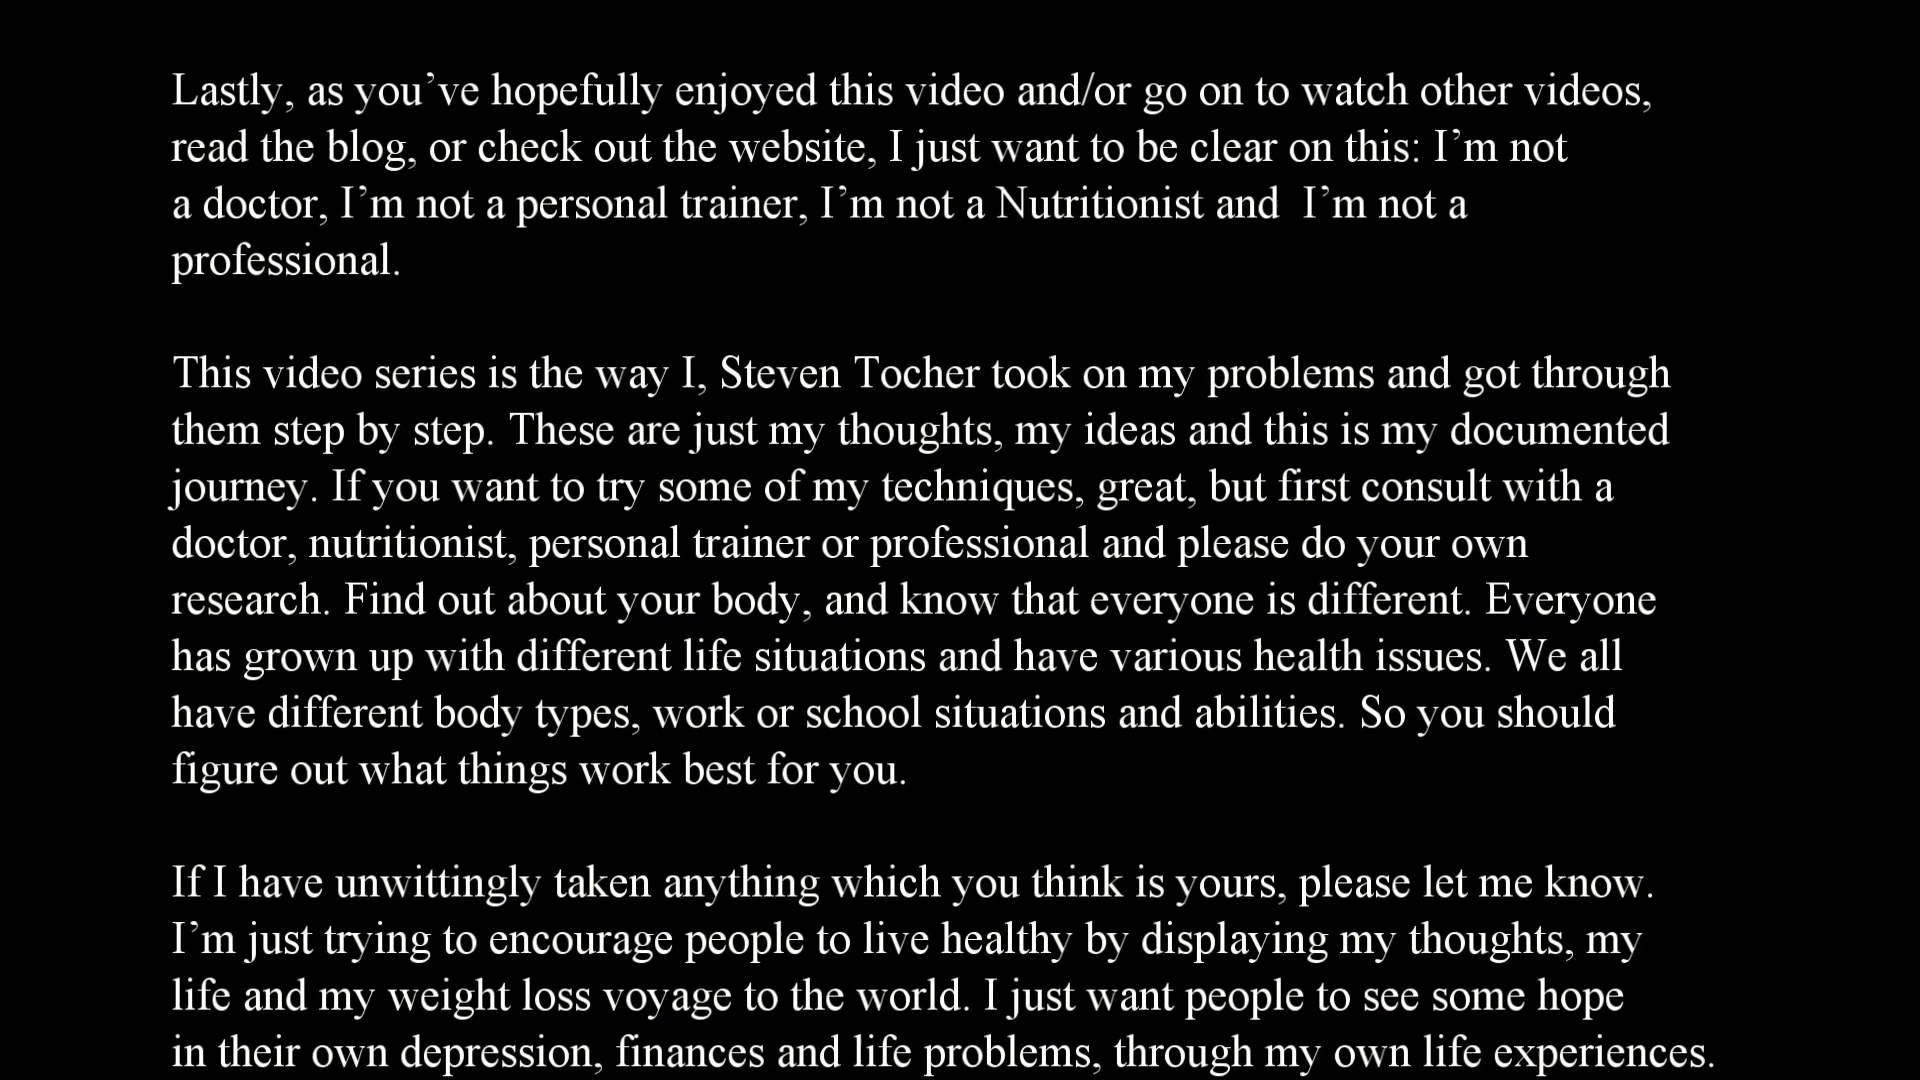 Lastly, as you’ve hopefully enjoyed this video and/or go on to watch other videos,
read the blog, or check out the website, I just want to be clear on this: I’m not
a doctor, I’m not a personal trainer, I’m not a Nutritionist and  I’m not a
professional.
This video series is the way I, Steven Tocher took on my problems and got through
them step by step. These are just my thoughts, my ideas and this is my documented
journey. If you want to try some of my techniques, great, but first consult with a
doctor, nutritionist, personal trainer or professional and please do your own
research. Find out about your body, and know that everyone is different. Everyone
has grown up with different life situations and have various health issues. We all
have different body types, work or school situations and abilities. So you should
figure out what things work best for you.
If I have unwittingly taken anything which you think is yours, please let me know.
I’m just trying to encourage people to live healthy by displaying my thoughts, my
life and my weight loss voyage to the world. I just want people to see some hope
in their own depression, finances and life problems, through my own life experiences.